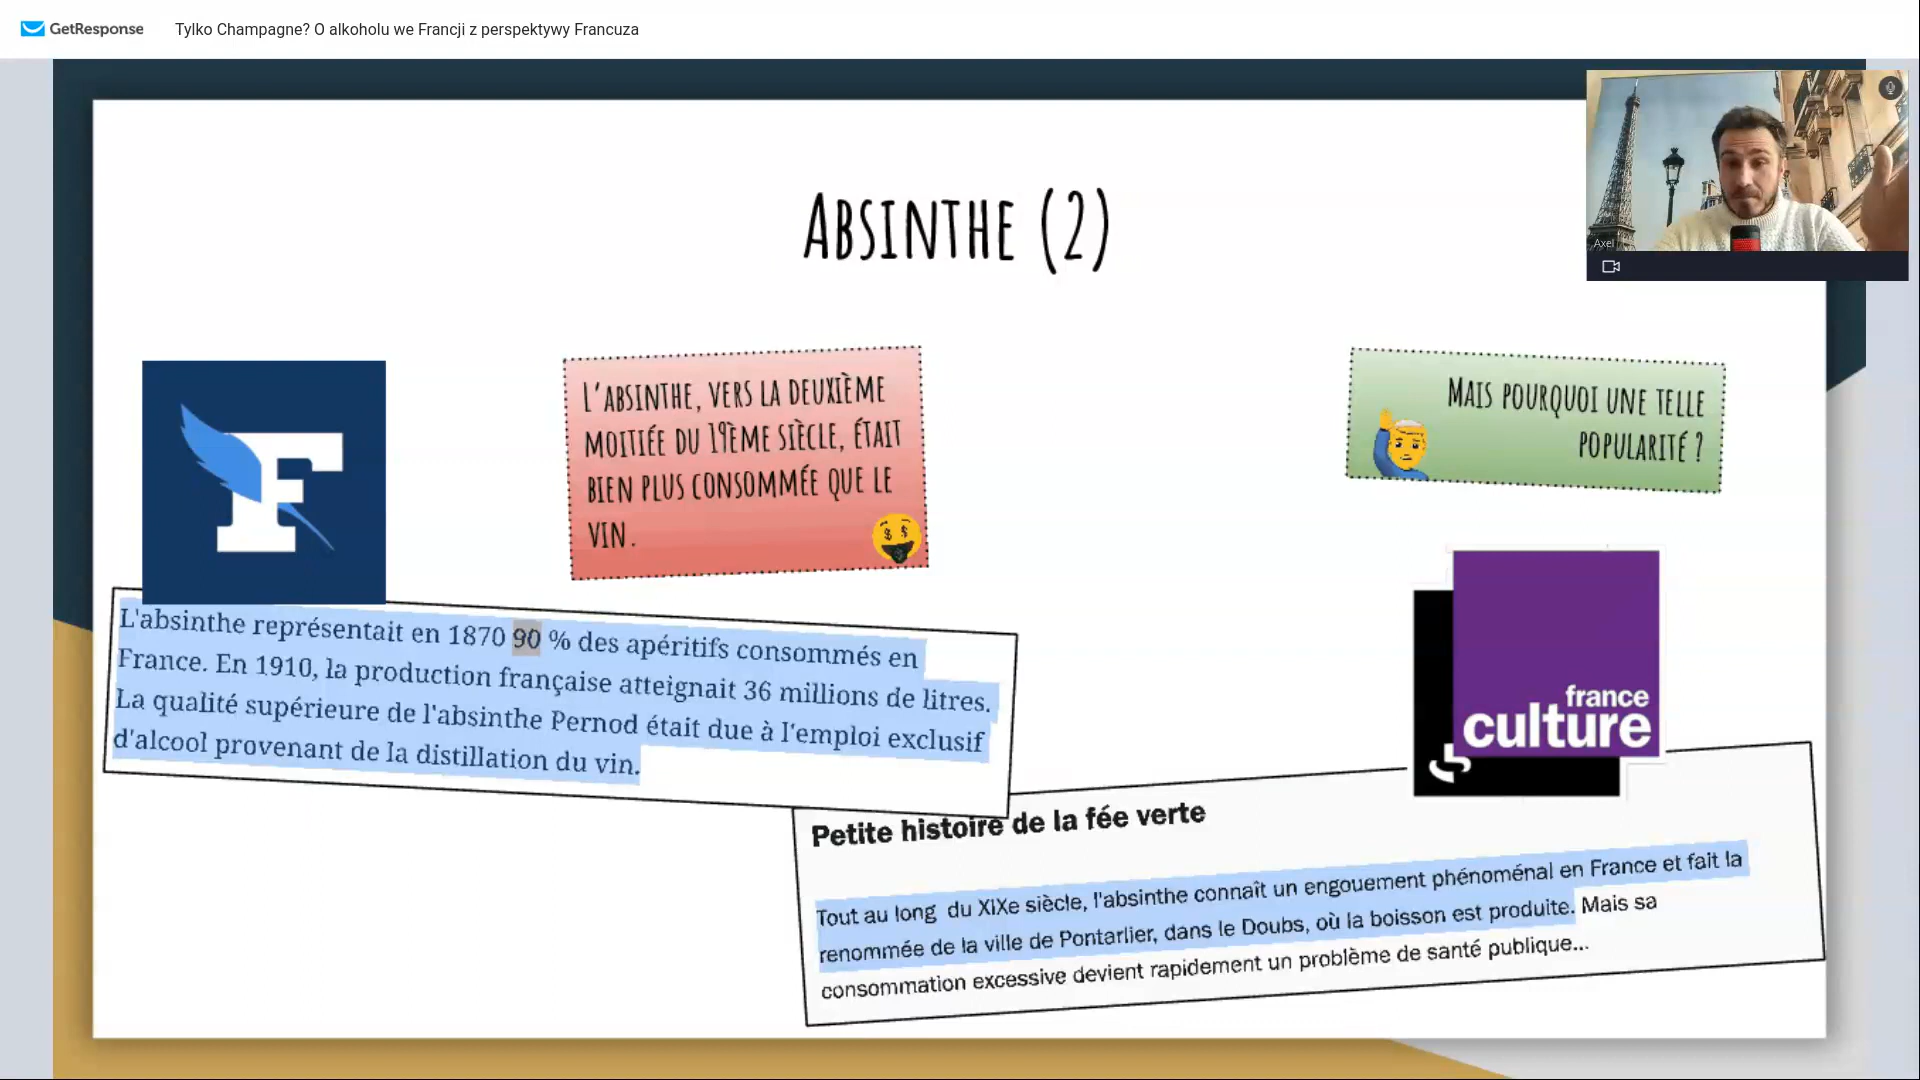 GetResponse
Tylko Champagne? O alkoholu we Francji z perspektywy Francuza
Axel
Absinthe (2)
L'absinthe, vers la deuxième
moitiée du 19ème siècle, était
bien plus consommée que le
vin.
Mais pourquoi une telle
popularité ?
F
L'absinthe représentait en 1870 90 % des apéritifs consommés en
France. En 1910, la production française atteignait 36 millions de litres.
La qualité supérieure de l'absinthe Pernod était due à l'emploi exclusif
d'alcool provenant de la distillation du vin.
france
culture
Petite histoire de la fée verte
Tout au long du XIXe siècle, l'absinthe connaît un engouement phénoménal en France et fait la
renommée de la ville de Pontarlier, dans le Doubs, où la boisson est produite. Mais sa
consommation excessive devient rapidement un problème de santé publique...